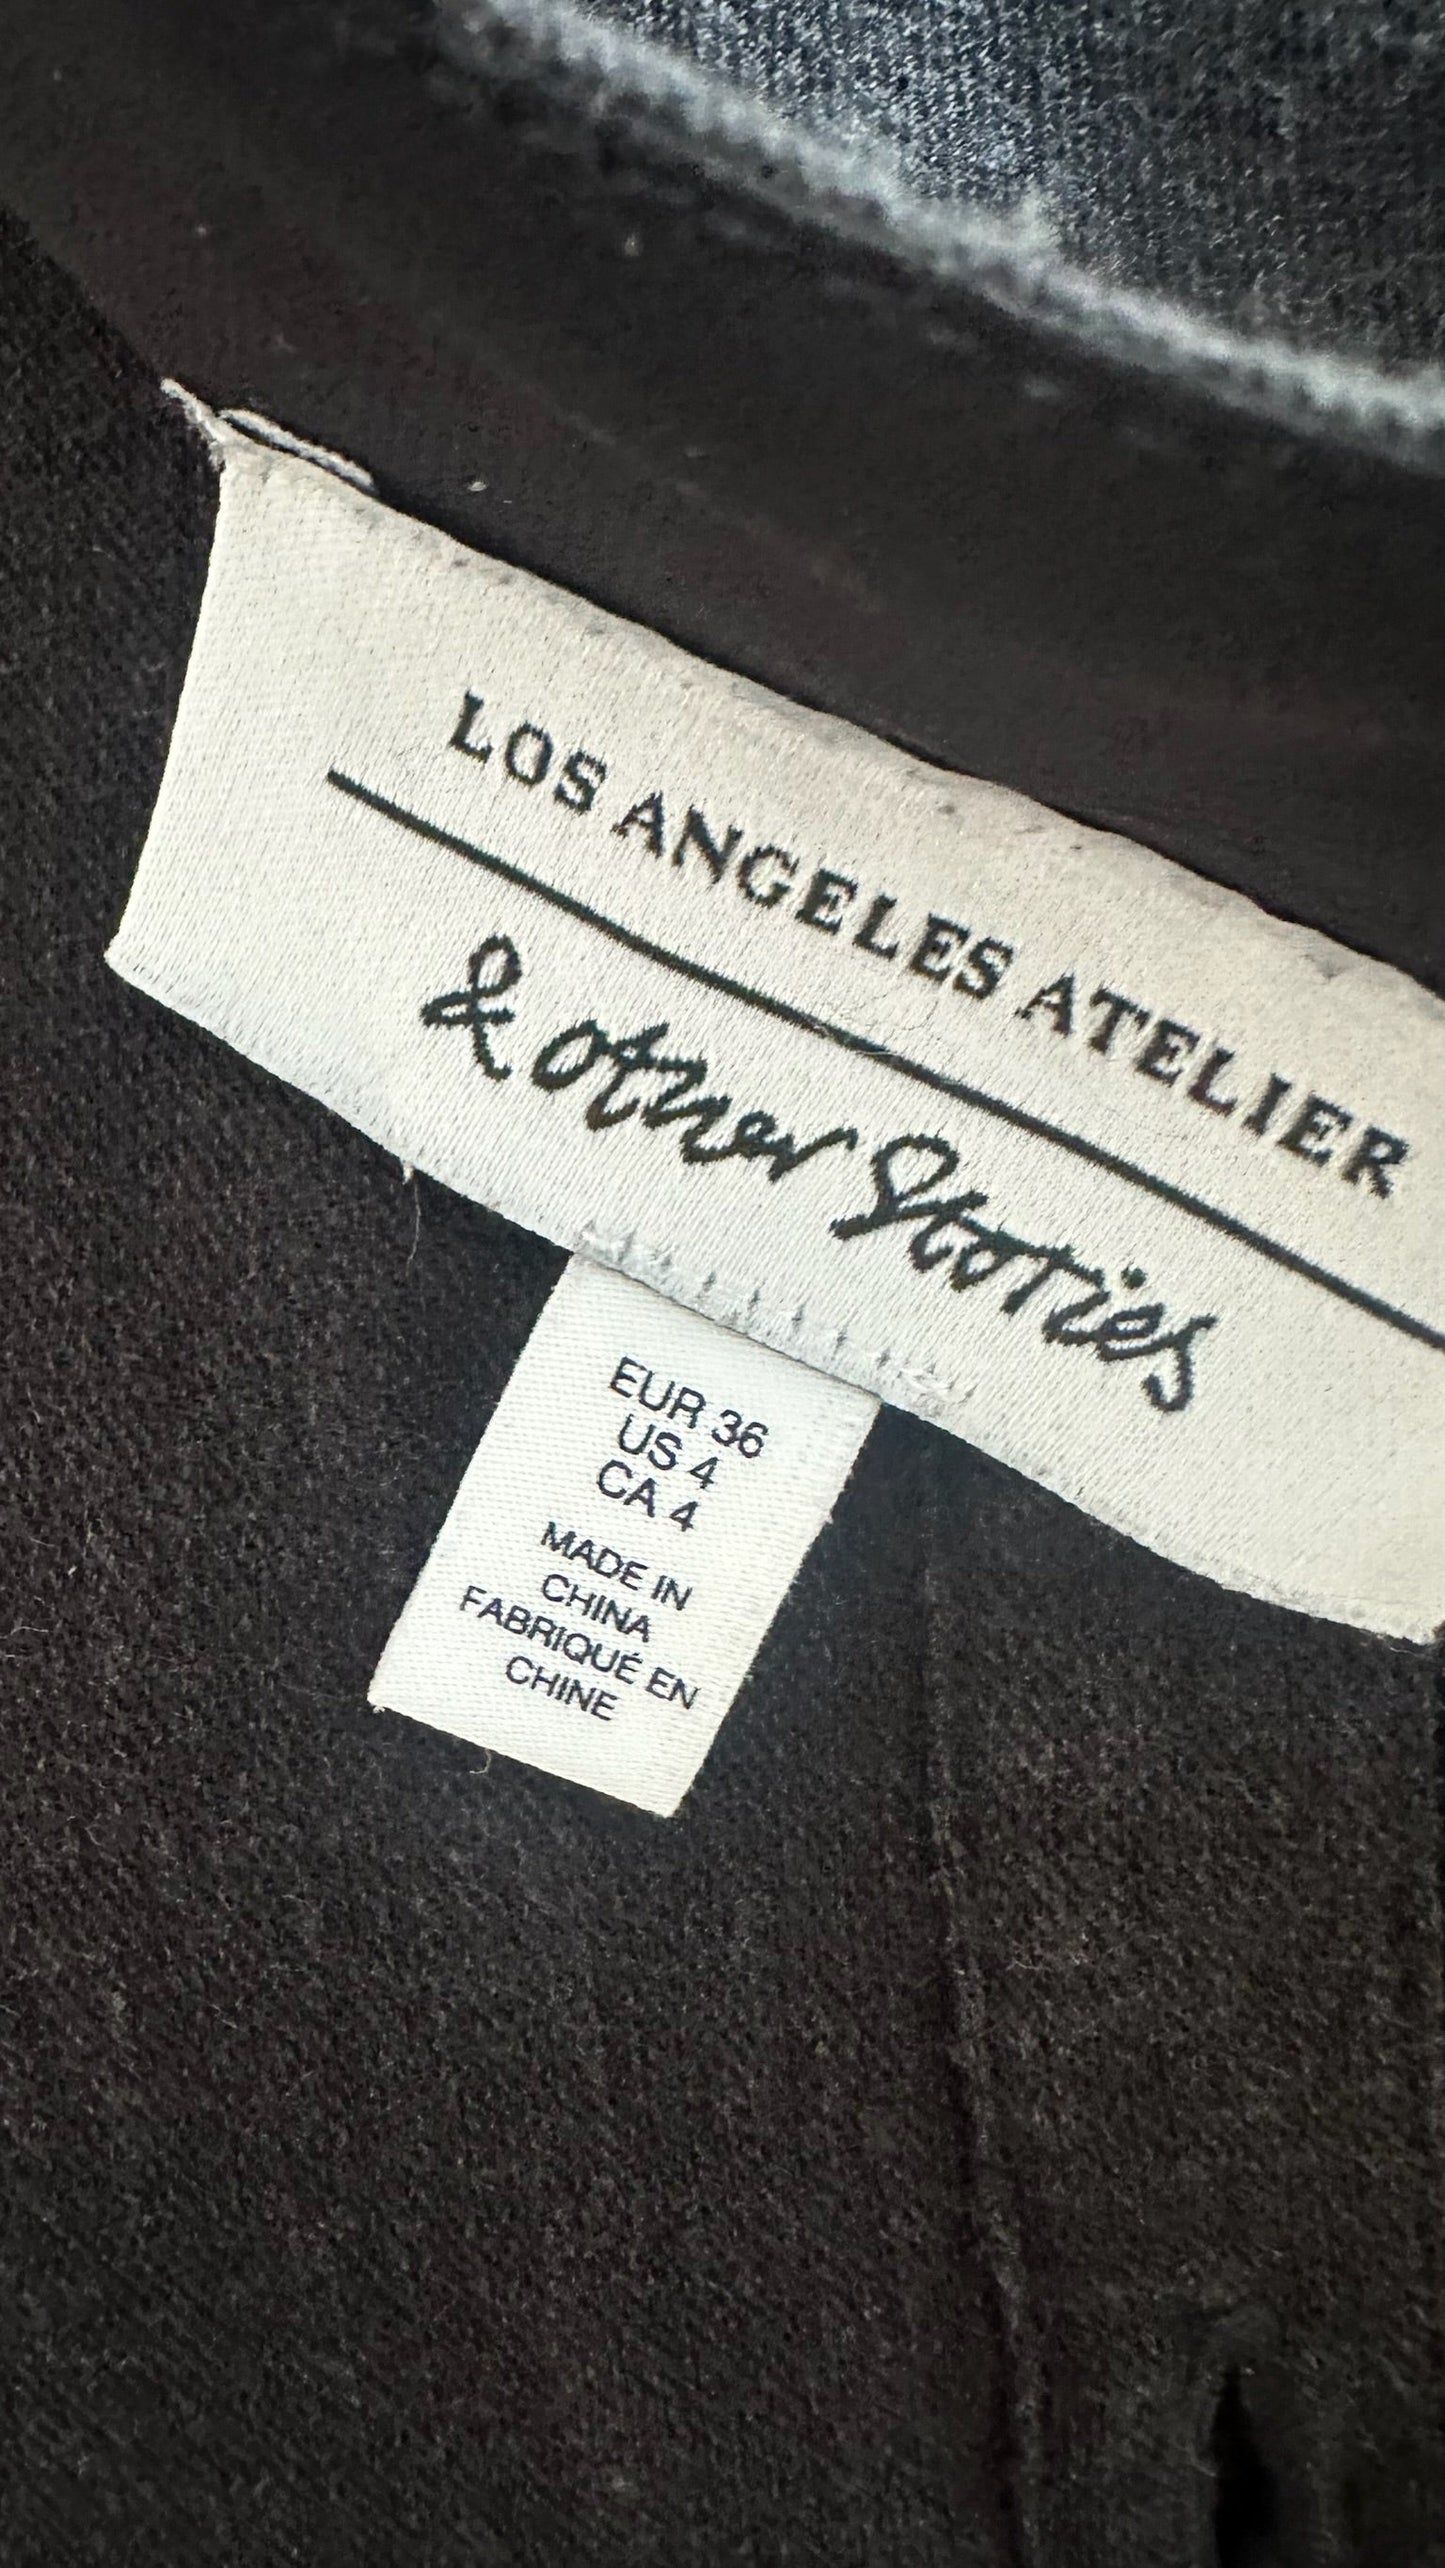 LOS ANGELES ATELIER
& other Stories
EUR 36
US 4
CA 4
MADE IN
CHINA
FABRIQUÉ EN
CHINE